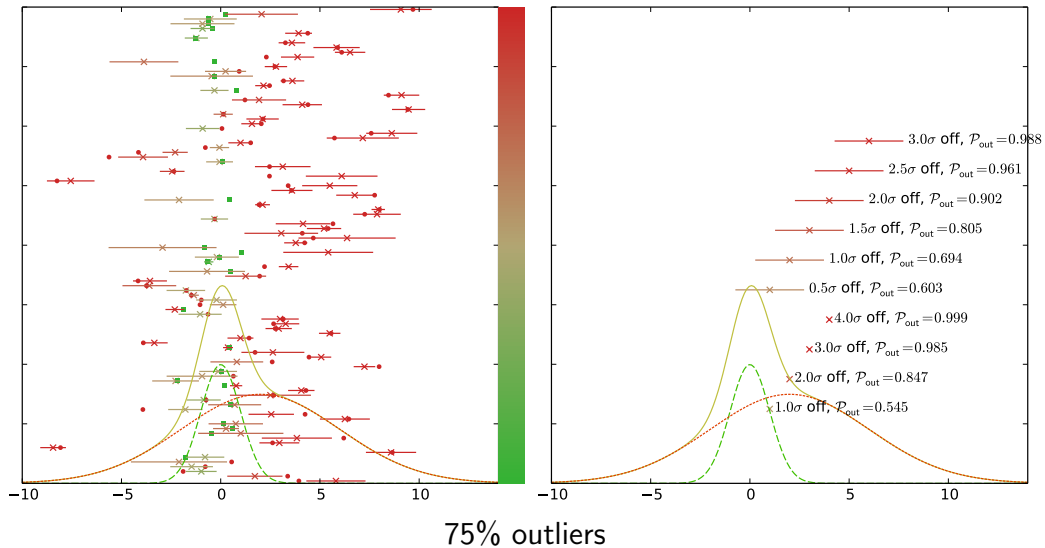 3.0σ off, 𝒫out=0.988
2.5σ off, 𝒫out=0.961
2.0σ off, 𝒫out=0.902
1.5σ off, 𝒫out=0.805
1.0σ off, 𝒫out=0.694
0.5σ off, 𝒫out=0.603
4.0σ off, 𝒫out=0.999
3.0σ off, 𝒫out=0.985
2.0σ off, 𝒫out=0.847
1.0σ off, 𝒫out=0.545
−10 −5 0 5 10
−10 −5 0 5 10
75% outliers